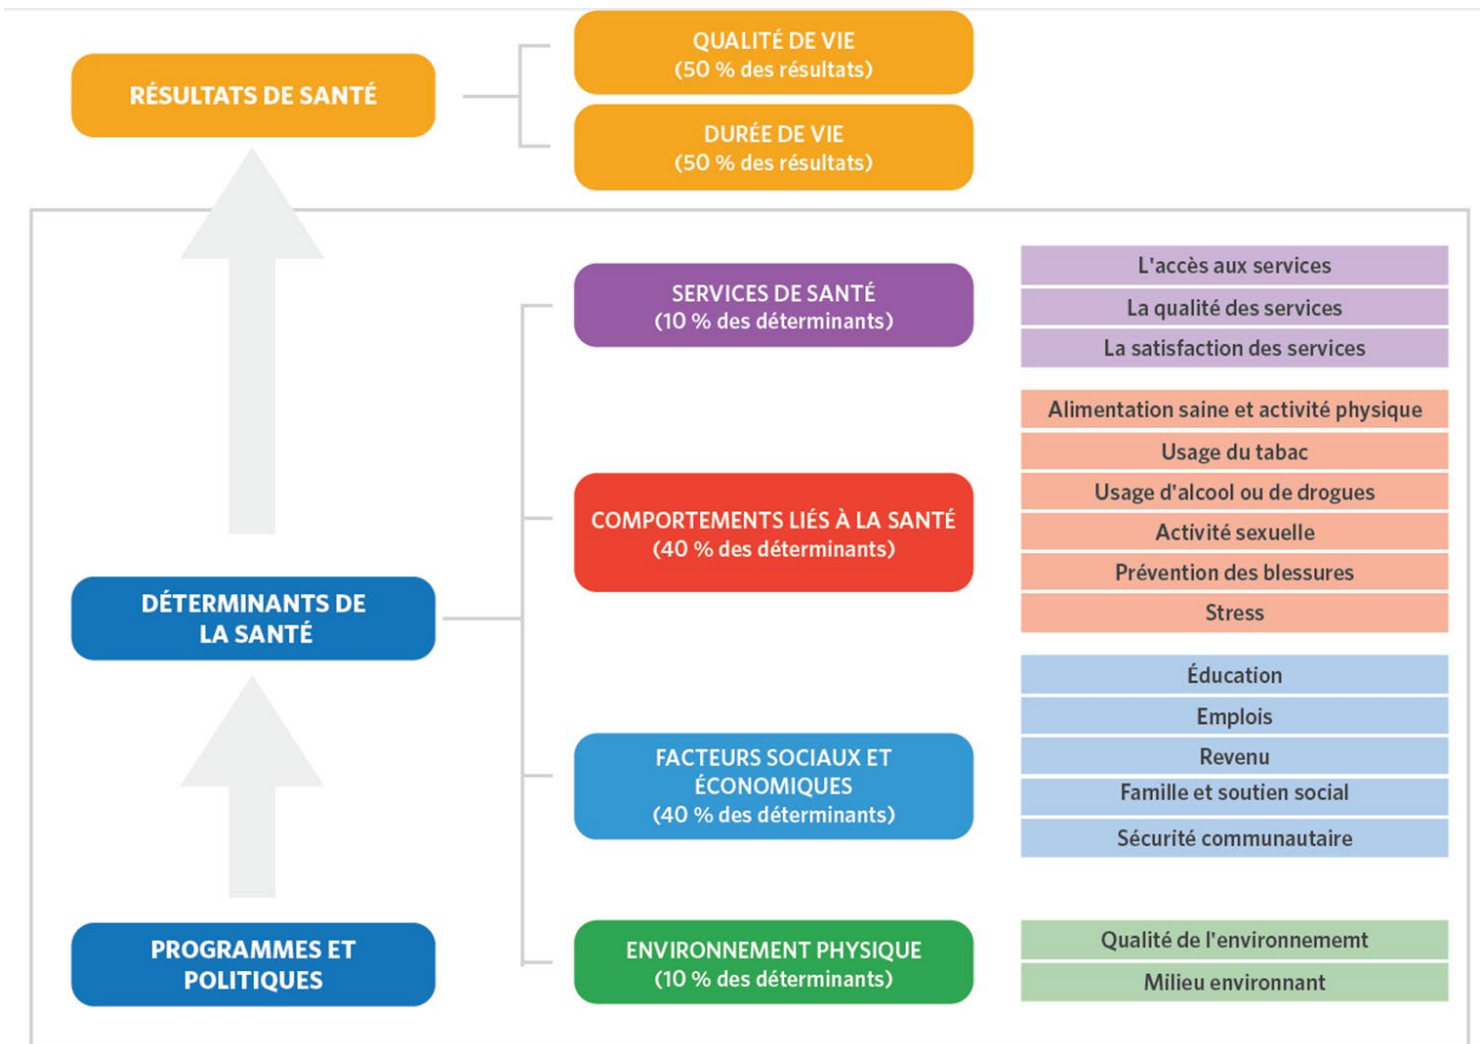 RÉSULTATS DE SANTÉ
QUALITÉ DE VIE
(50 % des résultats)
DURÉE DE VIE
(50 % des résultats)
DÉTERMINANTS DE
LA SANTÉ
SERVICES DE SANTÉ
(10 % des déterminants)
L'accès aux services
La qualité des services
La satisfaction des services
COMPORTEMENTS LIÉS À LA SANTÉ
(40 % des déterminants)
Alimentation saine et activité physique
Usage du tabac
Usage d'alcool ou de drogues
Activité sexuelle
Prévention des blessures
Stress
FACTEURS SOCIAUX ET
ÉCONOMIQUES
(40 % des déterminants)
Éducation
Emplois
Revenu
Famille et soutien social
Sécurité communautaire
PROGRAMMES ET
POLITIQUES
ENVIRONNEMENT PHYSIQUE
(10 % des déterminants)
Qualité de l'environnememt
Milieu environnant